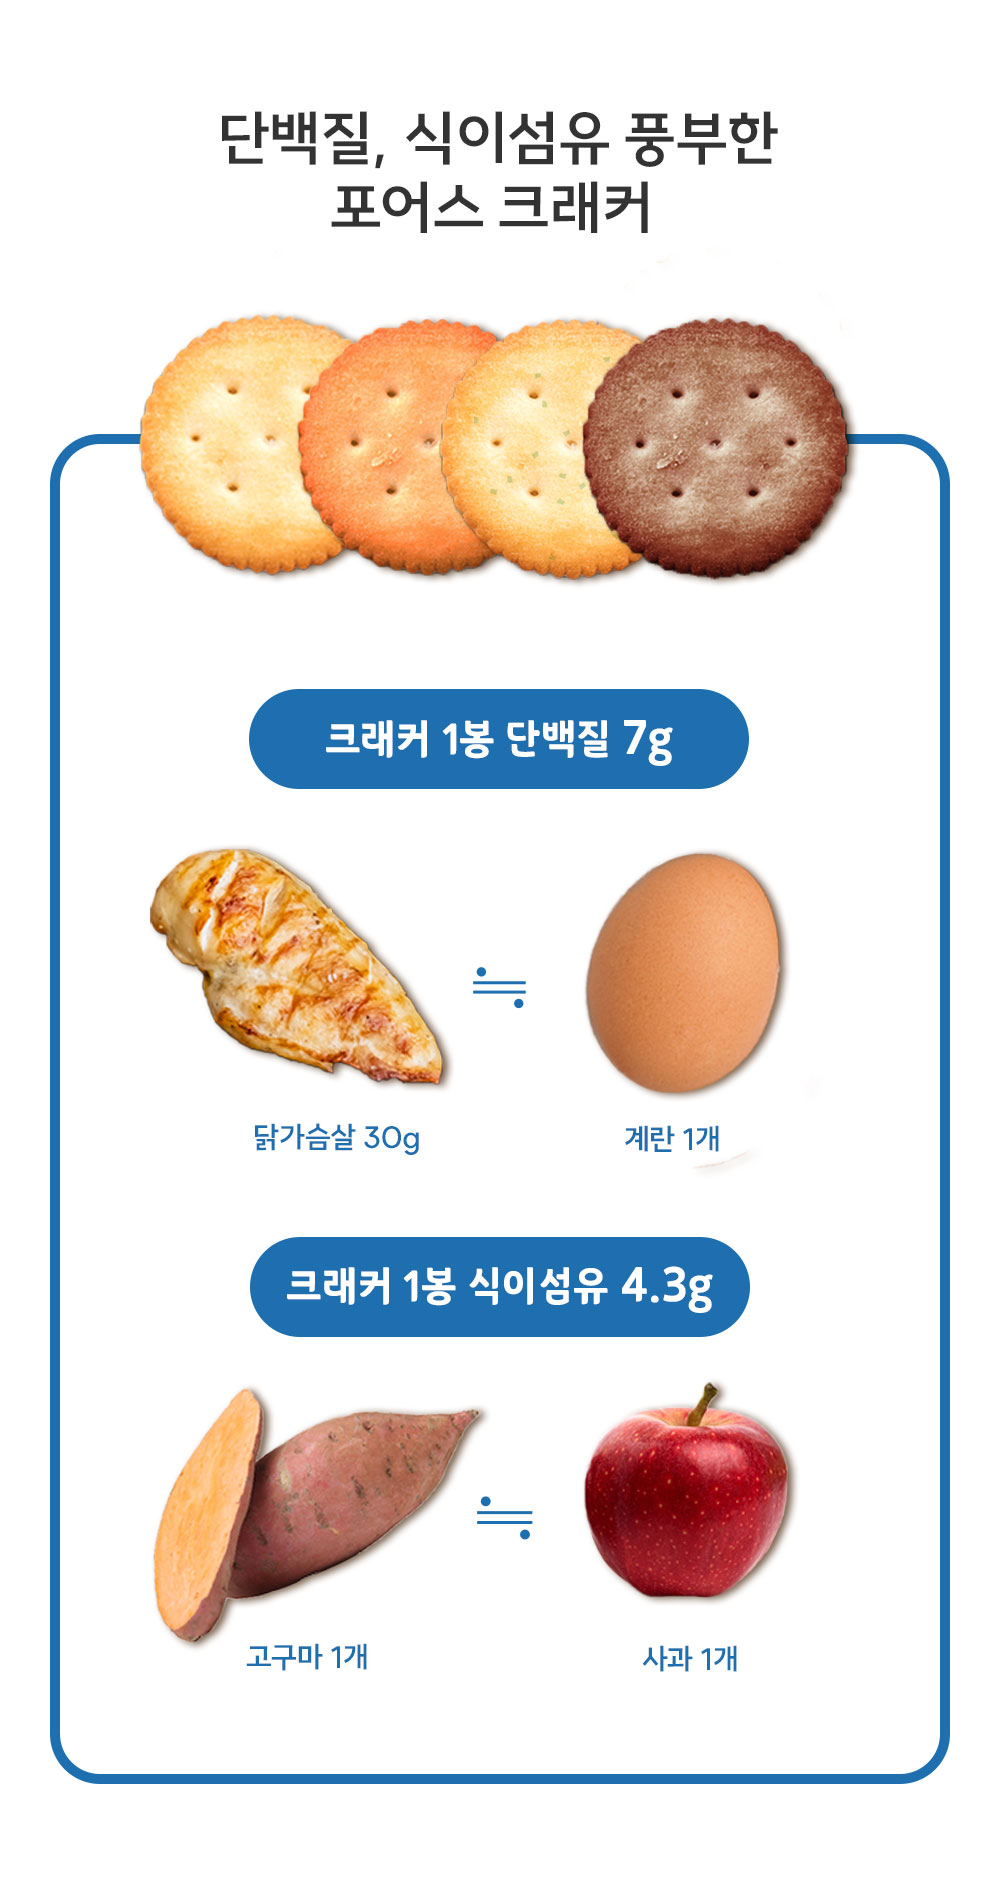 단백질, 식이섬유 풍부한
포어스 크래커
크래커 1봉 단백질 7g
≒
닭가슴살 30g
계란 1개
크래커 1봉 식이섬유 4.3g
≒
고구마 1개
사과 1개